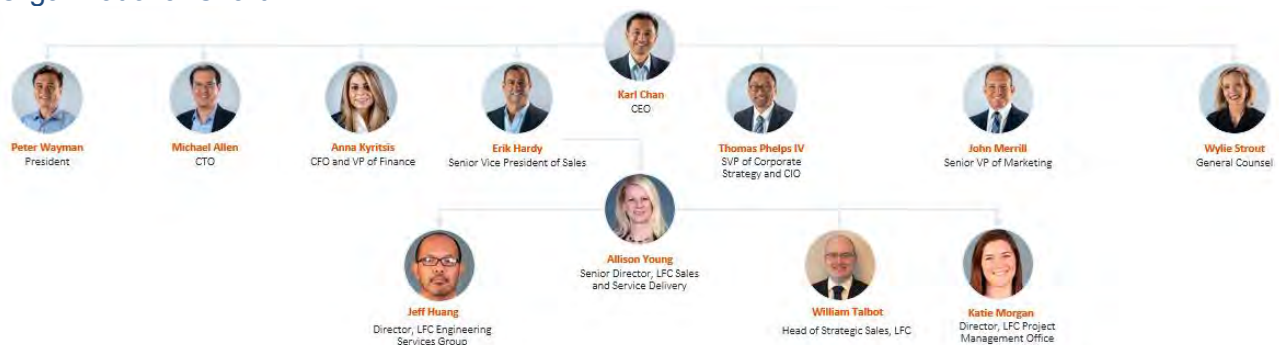 Karl Chan
CEO
Peter Wayman
President
Michael Allen
CTO
Anna Kyritsis
CFO and VP of Finance
Erik Hardy
Senior Vice President of Sales
Thomas Phelps IV
SVP of Corporate
Strategy and CIO
John Merrill
Senior VP of Marketing
Wylie Strout
General Counsel
Allison Young
Senior Director, LFC Sales
and Service Delivery
Jeff Huang
Director, LFC Engineering
Services Group
William Talbot
Head of Strategic Sales, LFC
Katie Morgan
Director, LFC Project
Management Office